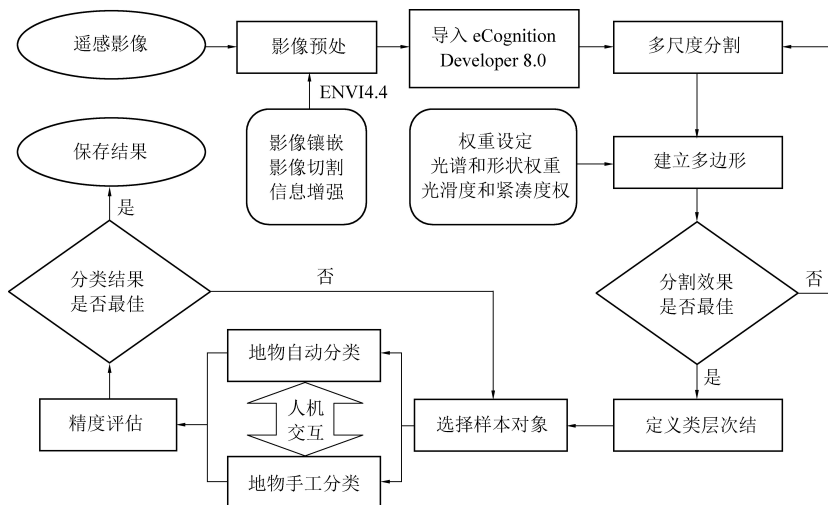 遥感影像
影像预处
导入 eCognition
Developer 8.0
多尺度分割
ENVI4.4
影像镶嵌
影像切割
信息增强
权重设定
光谱和形状权重
光滑度和紧凑度权
建立多边形
保存结果
是
分类结果
是否最佳
否
分割效果
是否最佳
否
是
地物自动分类
人机
交互
地物手工分类
精度评估
选择样本对象
定义类层次结